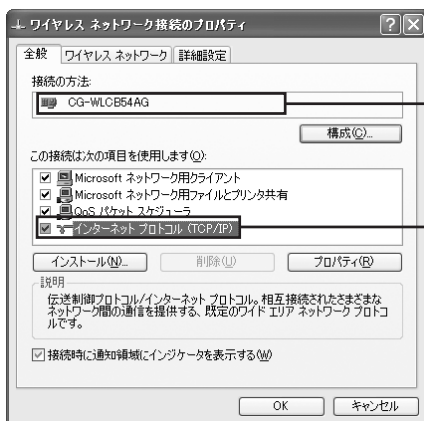 ワイヤレス ネットワーク接続のプロパティ
全般 ワイヤレス ネットワーク 詳細設定
接続の方法:
CG-WLCB54AG
構成(C)...
この接続は次の項目を使用します(O):
Microsoft ネットワーク用クライアント
Microsoft ネットワーク用ファイルとプリンタ共有
QoS パケット スケジューラ
インターネット プロトコル (TCP/IP)
インストール(N)... 削除(U) プロパティ(R)
説明
伝送制御プロトコル/インターネット プロトコル。相互接続されたさまざまな
ネットワーク間の通信を提供する、既定のワイド エリア ネットワーク プロトコ
ルです。
接続時に通知領域にインジケータを表示する(W)
OK キャンセル